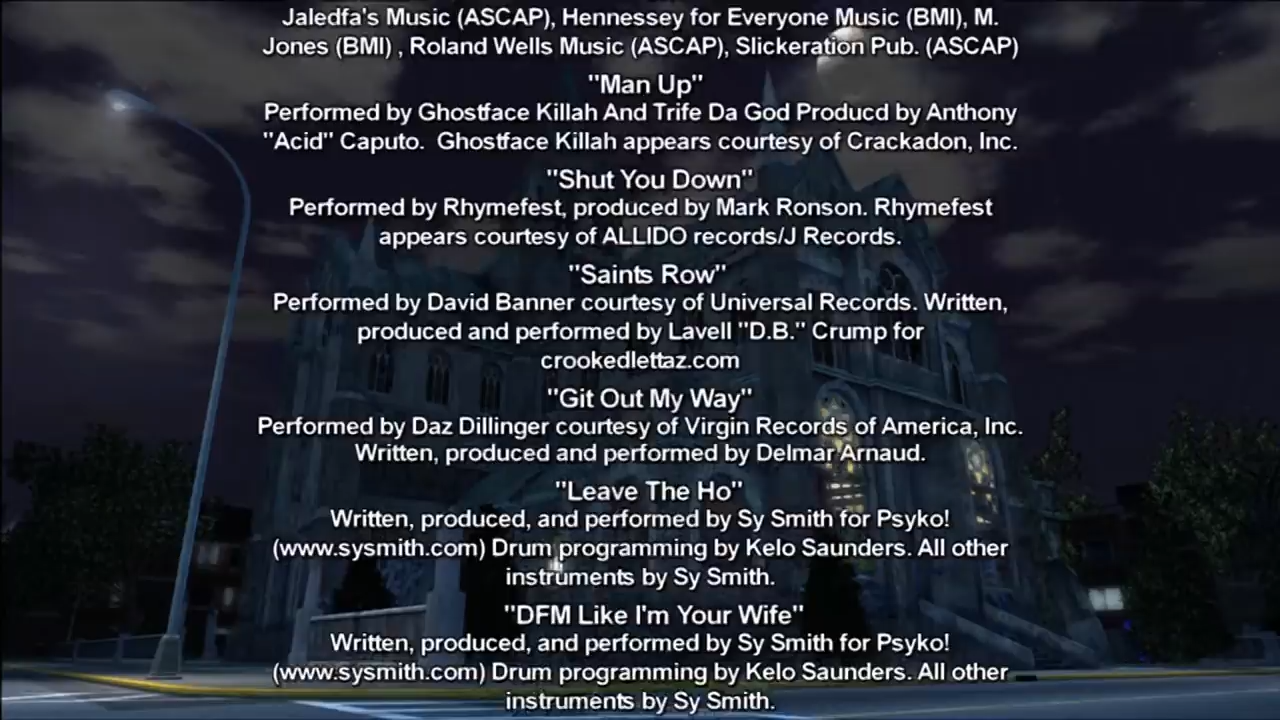 Jaledfa's Music (ASCAP), Hennessey for Everyone Music (BMI), M.
Jones (BMI) , Roland Wells Music (ASCAP), Slickeration Pub. (ASCAP)
"Man Up"
Performed by Ghostface Killah And Trife Da God Producd by Anthony
"Acid" Caputo.  Ghostface Killah appears courtesy of Crackadon, Inc.
"Shut You Down"
Performed by Rhymefest, produced by Mark Ronson. Rhymefest
appears courtesy of ALLIDO records/J Records.
"Saints Row"
Performed by David Banner courtesy of Universal Records. Written,
produced and performed by Lavell "D.B." Crump for
crookedlettaz.com
"Git Out My Way"
Performed by Daz Dillinger courtesy of Virgin Records of America, Inc.
Written, produced and performed by Delmar Arnaud.
"Leave The Ho"
Written, produced, and performed by Sy Smith for Psyko!
(www.sysmith.com) Drum programming by Kelo Saunders. All other
instruments by Sy Smith.
"DFM Like I'm Your Wife"
Written, produced, and performed by Sy Smith for Psyko!
(www.sysmith.com) Drum programming by Kelo Saunders. All other
instruments by Sy Smith.